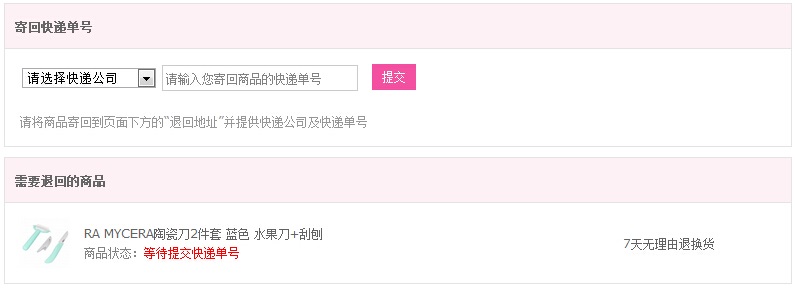 寄回快递单号
请选择快递公司 请输入您寄回商品的快递单号 提交
请将商品寄回到页面下方的“退回地址”并提供快递公司及快递单号
需要退回的商品
RA MYCERA陶瓷刀2件套 蓝色 水果刀+刮刨
商品状态：等待提交快递单号
7天无理由退换货